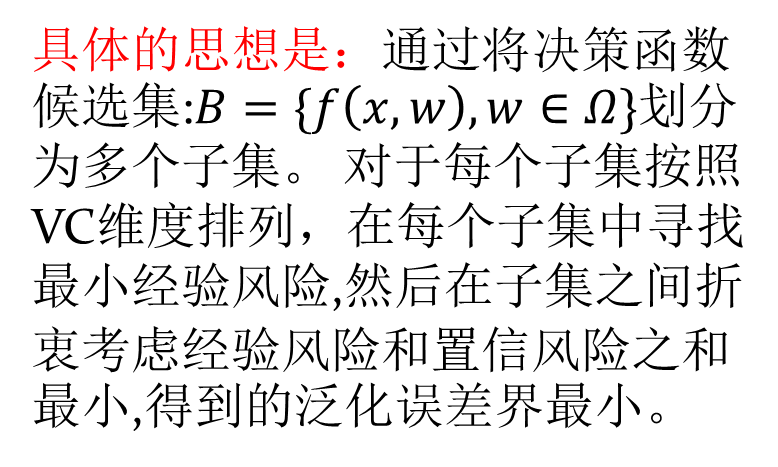 具体的思想是：通过将决策函数
候选集:B = {f(x, w), w ∈ Ω}划分
为多个子集。 对于每个子集按照
VC维度排列，在每个子集中寻找
最小经验风险,然后在子集之间折
衷考虑经验风险和置信风险之和
最小,得到的泛化误差界最小。